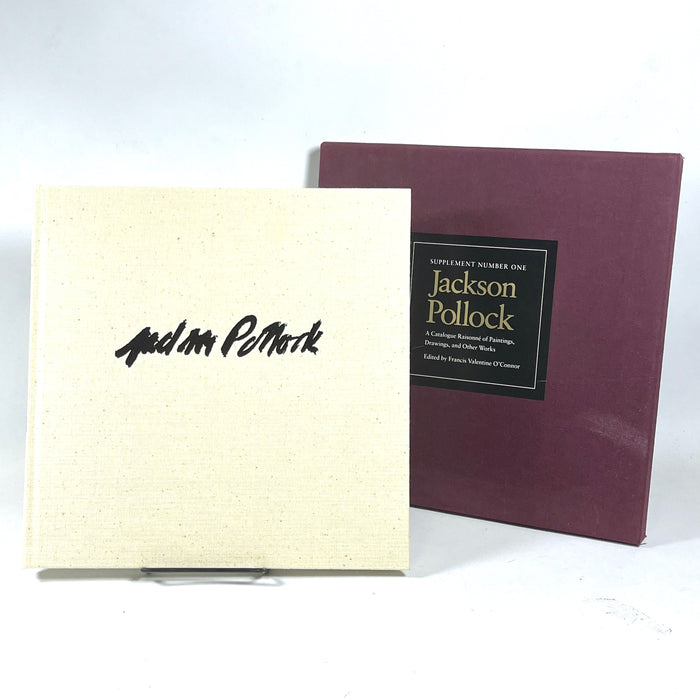 Jackson Pollock
SUPPLEMENT NUMBER ONE
Jackson
Pollock
A Catalogue Raisonné of Paintings,
Drawings, and Other Works
Edited by Francis Valentine O'Connor